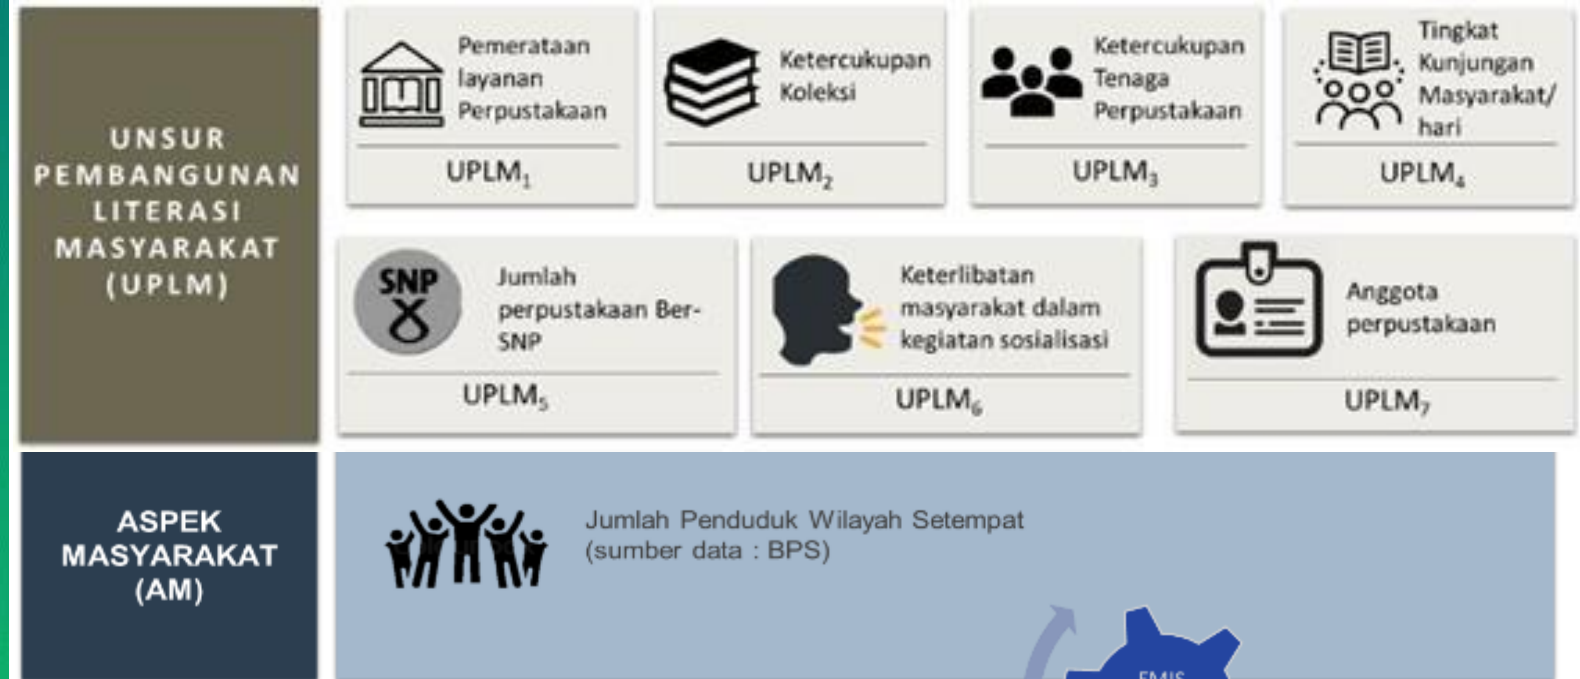 UNSUR
PEMBANGUNAN
LITERASI
MASYARAKAT
(UPLM)
Pemerataan
layanan
Perpustakaan
UPLM₁
Ketercukupan
Koleksi
UPLM₂
Ketercukupan
Tenaga
Perpustakaan
UPLM₃
Tingkat
Kunjungan
Masyarakat/
hari
UPLM₄
SNP
Jumlah
perpustakaan Ber-
SNP
UPLM₅
Keterlibatan
masyarakat dalam
kegiatan sosialisasi
UPLM₆
Anggota
perpustakaan
UPLM₇
ASPEK
MASYARAKAT
(AM)
Jumlah Penduduk Wilayah Setempat
(sumber data : BPS)